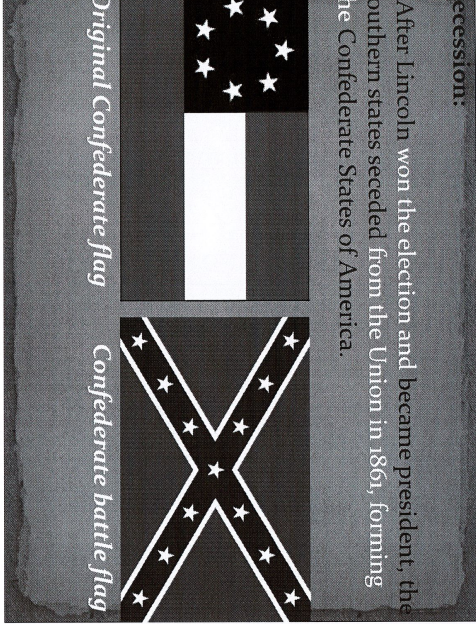 ecession:
After Lincoln won the election and became president, the
outhern states seceded from the Union in 1861, forming
he Confederate States of America.
Original Confederate flag
Confederate battle flag